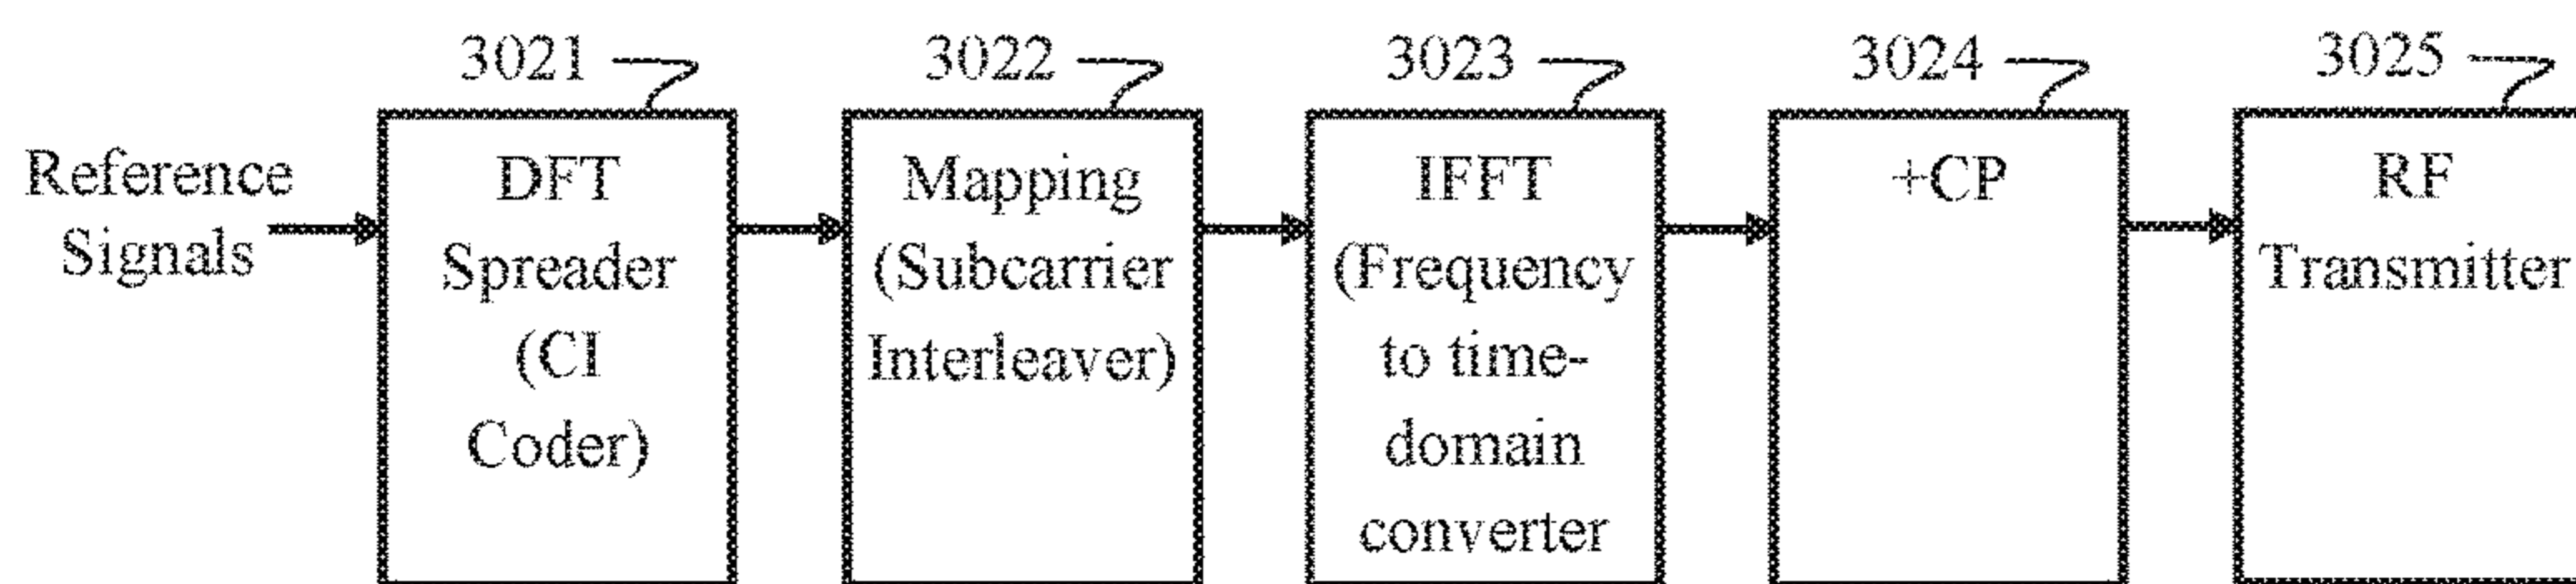 3021
3022
3023
3024
3025
Reference
Signals
DFT
Spreader
(CI
Coder)
Mapping
(Subcarrier
Interleaver)
IFFT
(Frequency
to time-
domain
converter
+CP
RF
Transmitter